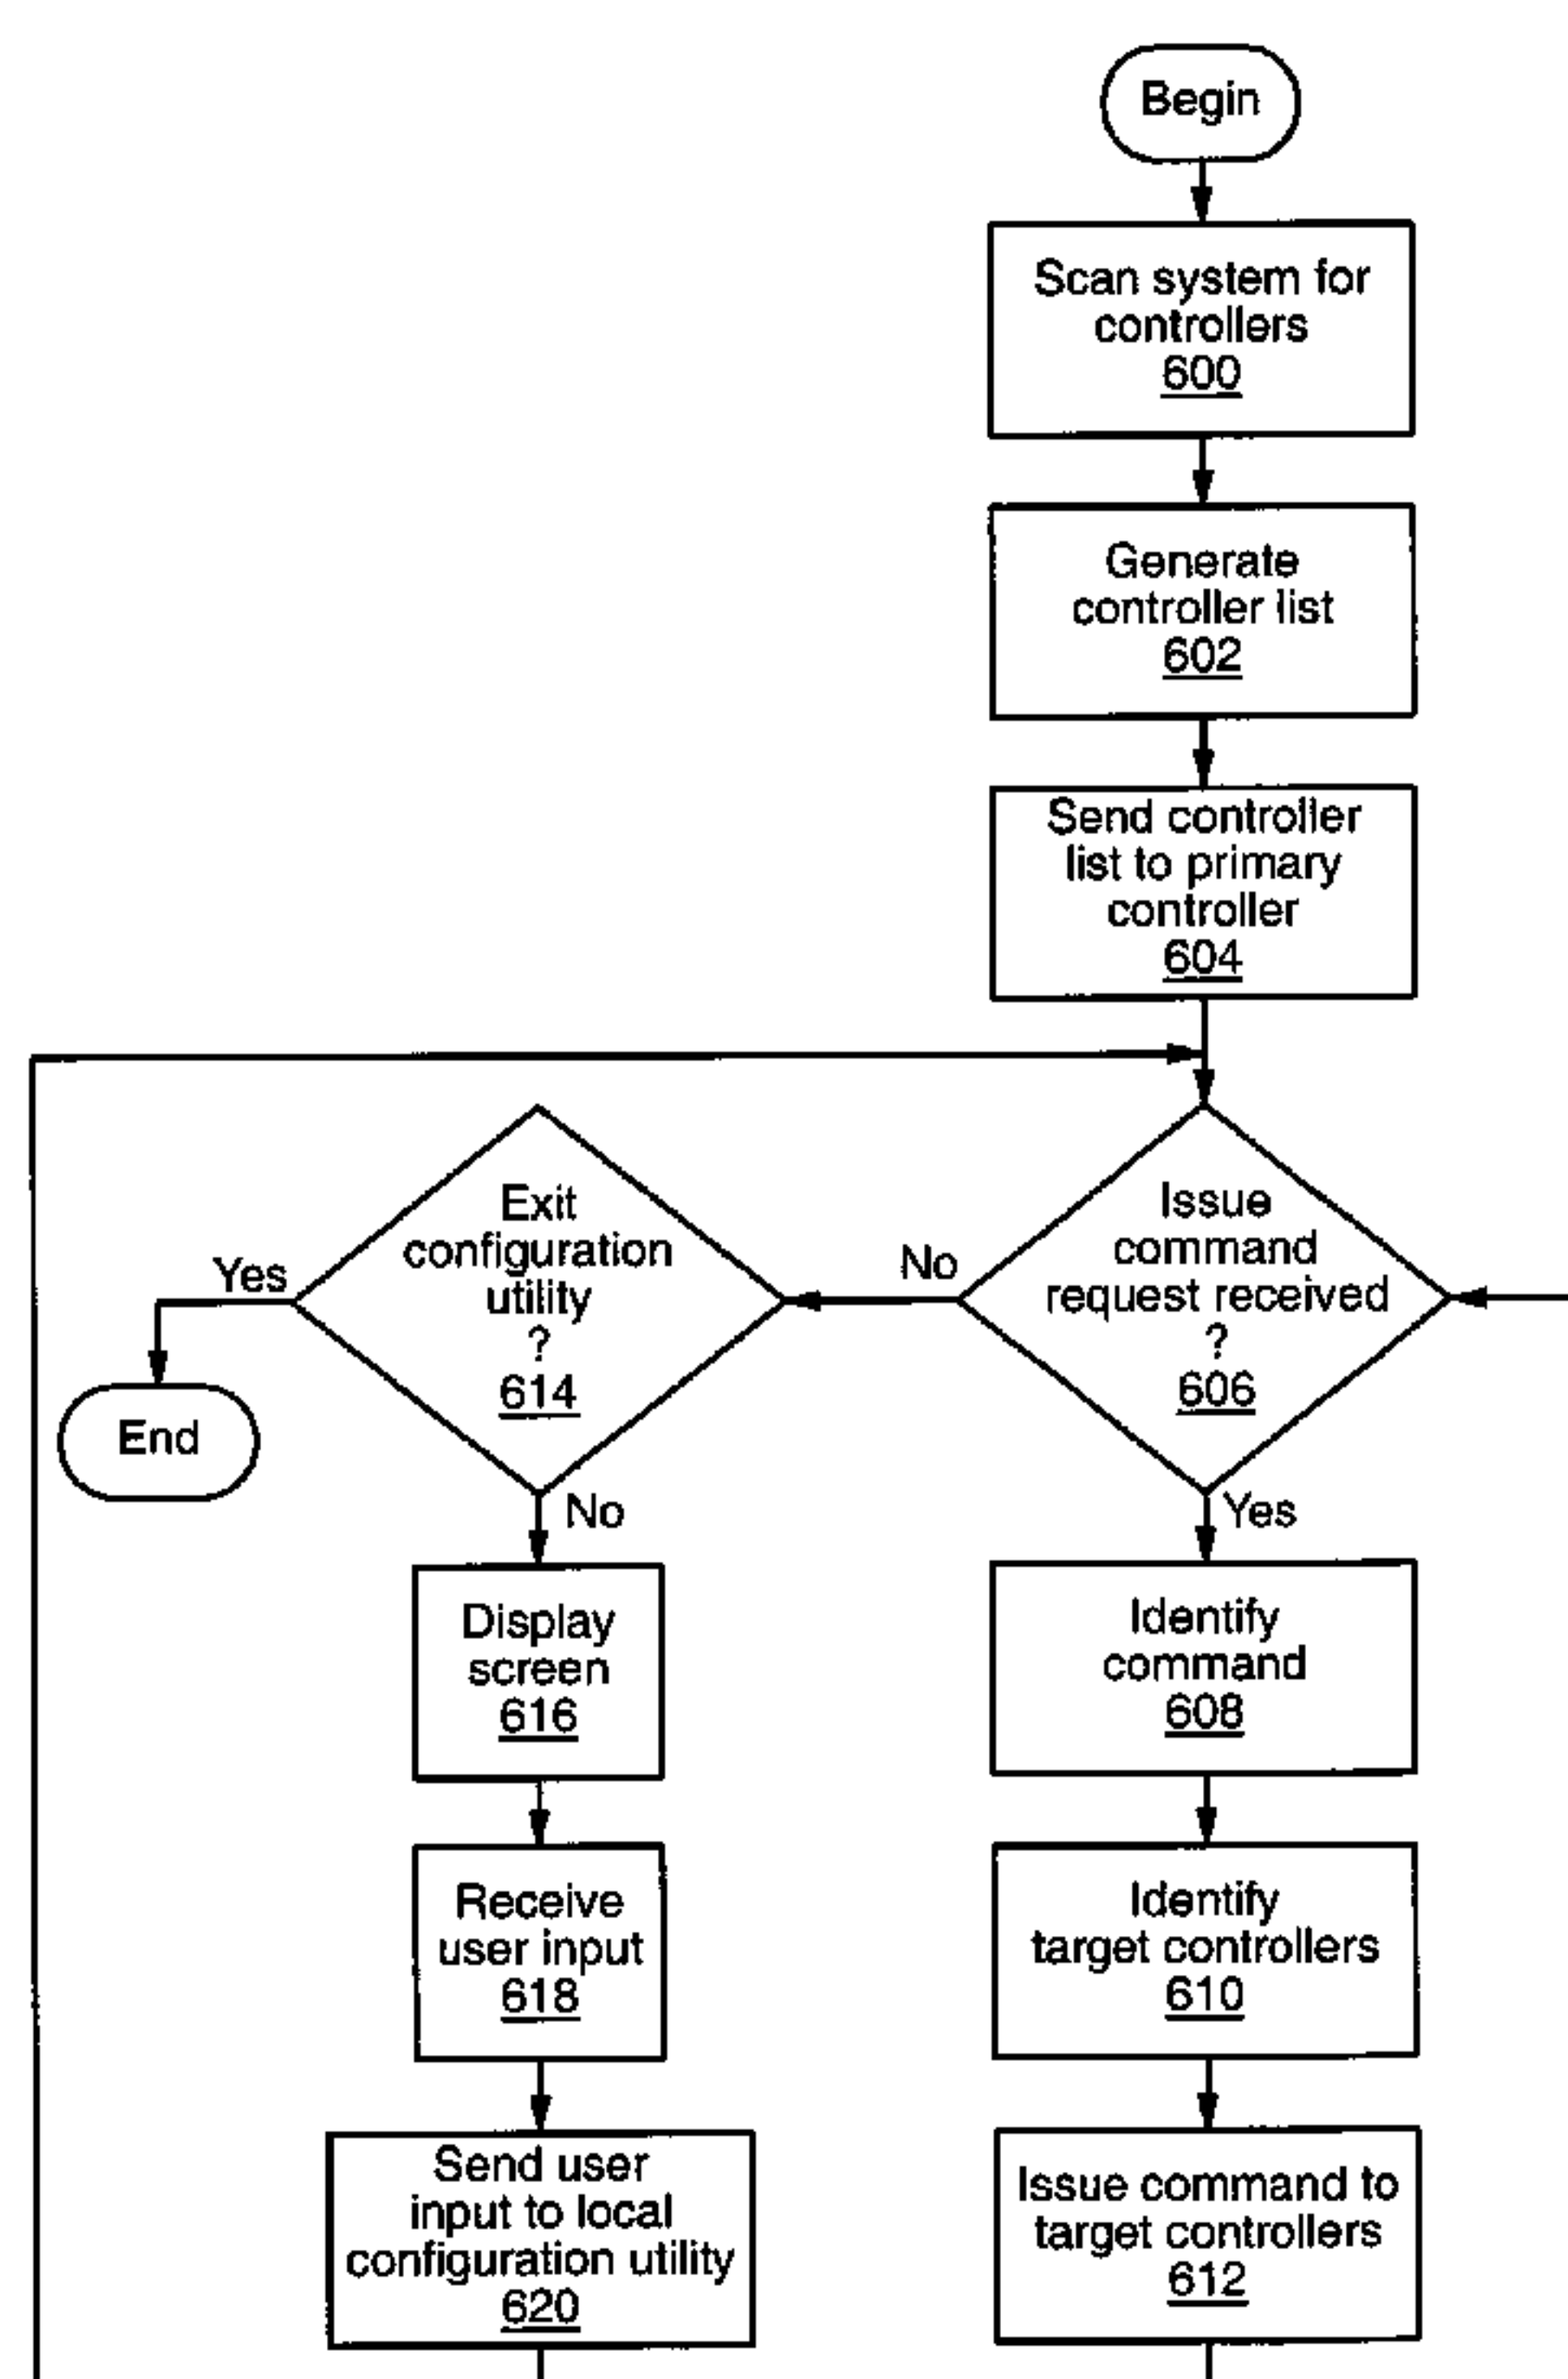 Begin
Scan system for
controllers
600
Generate
controller list
602
Send controller
list to primary
controller
604
Issue
command
request received
?
606
No
Yes
Exit
configuration
utility
?
614
Yes
No
End
Display
screen
616
Receive
user input
618
Send user
input to local
configuration utility
620
Identify
command
608
Identify
target controllers
610
Issue command to
target controllers
612